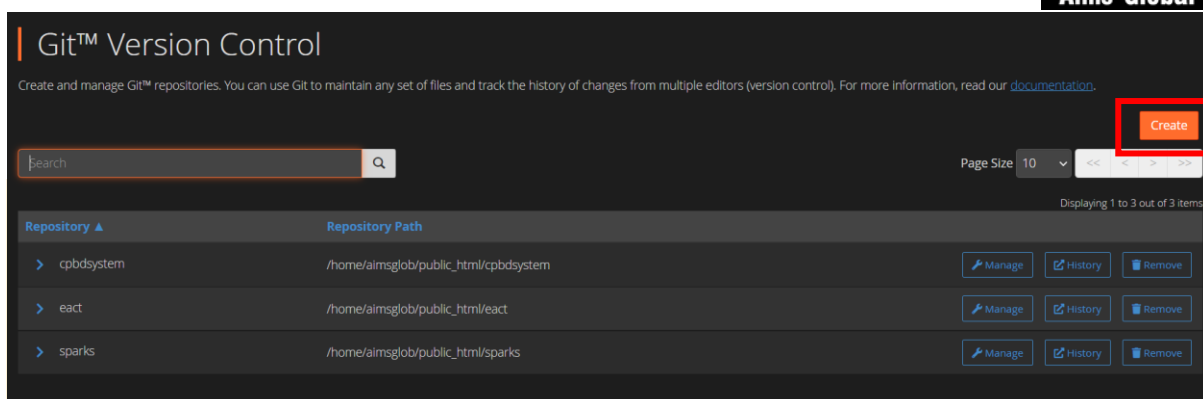 Git™ Version Control
Create and manage Git™ repositories. You can use Git to maintain any set of files and track the history of changes from multiple editors (version control). For more information, read our documentation.
Create
Search
Page Size 10 << < > >>
Displaying 1 to 3 out of 3 items
Repository ▲ Repository Path
cpbdsystem /home/aimsglob/public_html/cpbdsystem Manage History Remove
eact /home/aimsglob/public_html/eact Manage History Remove
sparks /home/aimsglob/public_html/sparks Manage History Remove